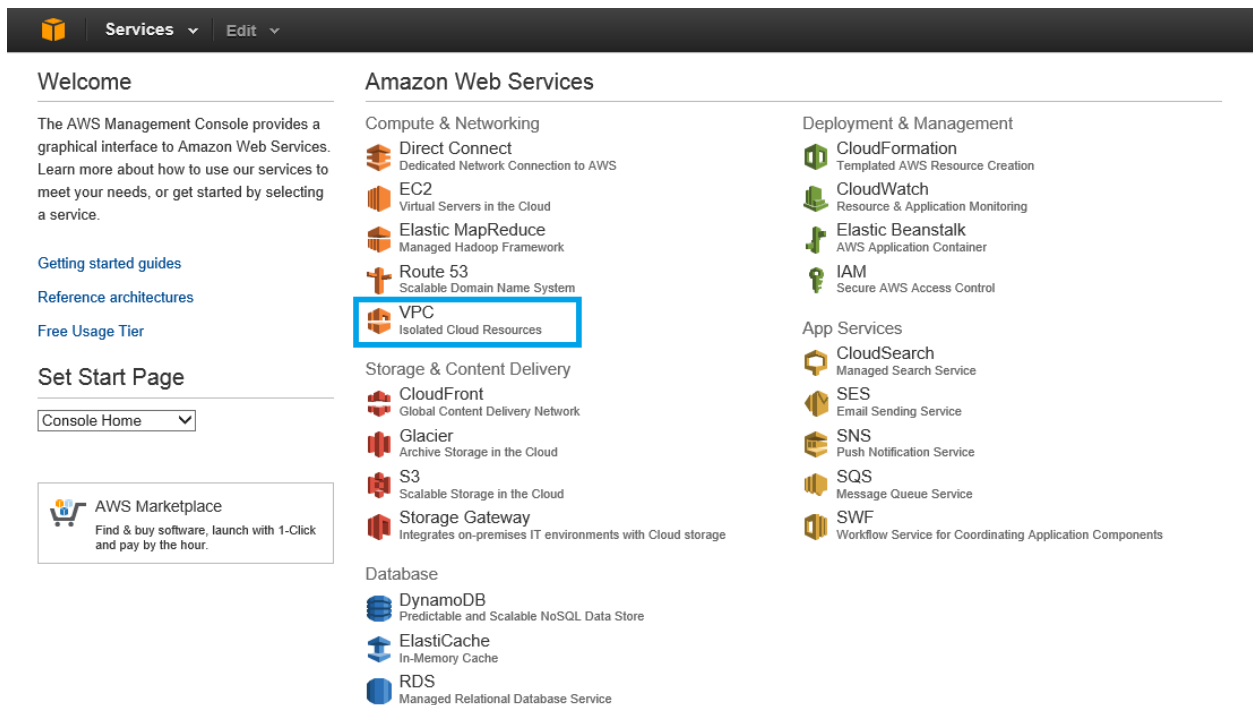 Services
Edit
Welcome
The AWS Management Console provides a
graphical interface to Amazon Web Services.
Learn more about how to use our services to
meet your needs, or get started by selecting
a service.
Getting started guides
Reference architectures
Free Usage Tier
Set Start Page
Console Home
AWS Marketplace
Find & buy software, launch with 1-Click
and pay by the hour.
Amazon Web Services
Compute & Networking
Direct Connect
Dedicated Network Connection to AWS
EC2
Virtual Servers in the Cloud
Elastic MapReduce
Managed Hadoop Framework
Route 53
Scalable Domain Name System
VPC
Isolated Cloud Resources
Storage & Content Delivery
CloudFront
Global Content Delivery Network
Glacier
Archive Storage in the Cloud
S3
Scalable Storage in the Cloud
Storage Gateway
Integrates on-premises IT environments with Cloud storage
Database
DynamoDB
Predictable and Scalable NoSQL Data Store
ElastiCache
In-Memory Cache
RDS
Managed Relational Database Service
Deployment & Management
CloudFormation
Templated AWS Resource Creation
CloudWatch
Resource & Application Monitoring
Elastic Beanstalk
AWS Application Container
IAM
Secure AWS Access Control
App Services
CloudSearch
Managed Search Service
SES
Email Sending Service
SNS
Push Notification Service
SQS
Message Queue Service
SWF
Workflow Service for Coordinating Application Components